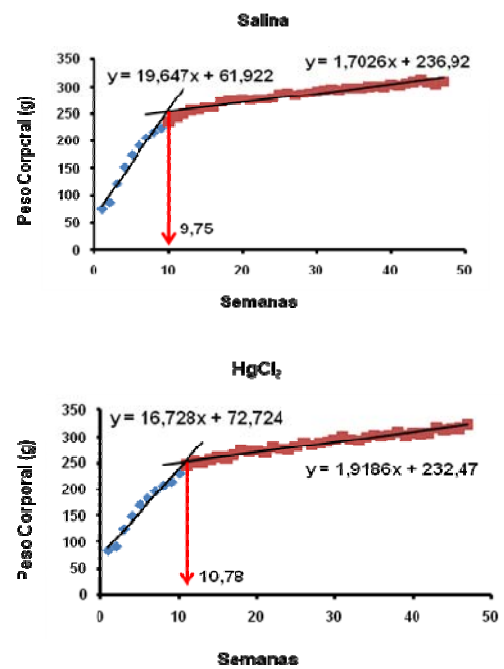 Salina
y = 19,647x + 61,922
1,7026x + 236,92
Peso Corporal (g)
350
300
250
200
150
100
50
0
9,75
0 10 20 30 40 50
Semanas
HgCl₂
y = 16,728x + 72,724
y = 1,9186x + 232,47
Peso Corporal (g)
350
300
250
200
150
100
50
0
10,78
0 10 20 30 40 50
Semanas